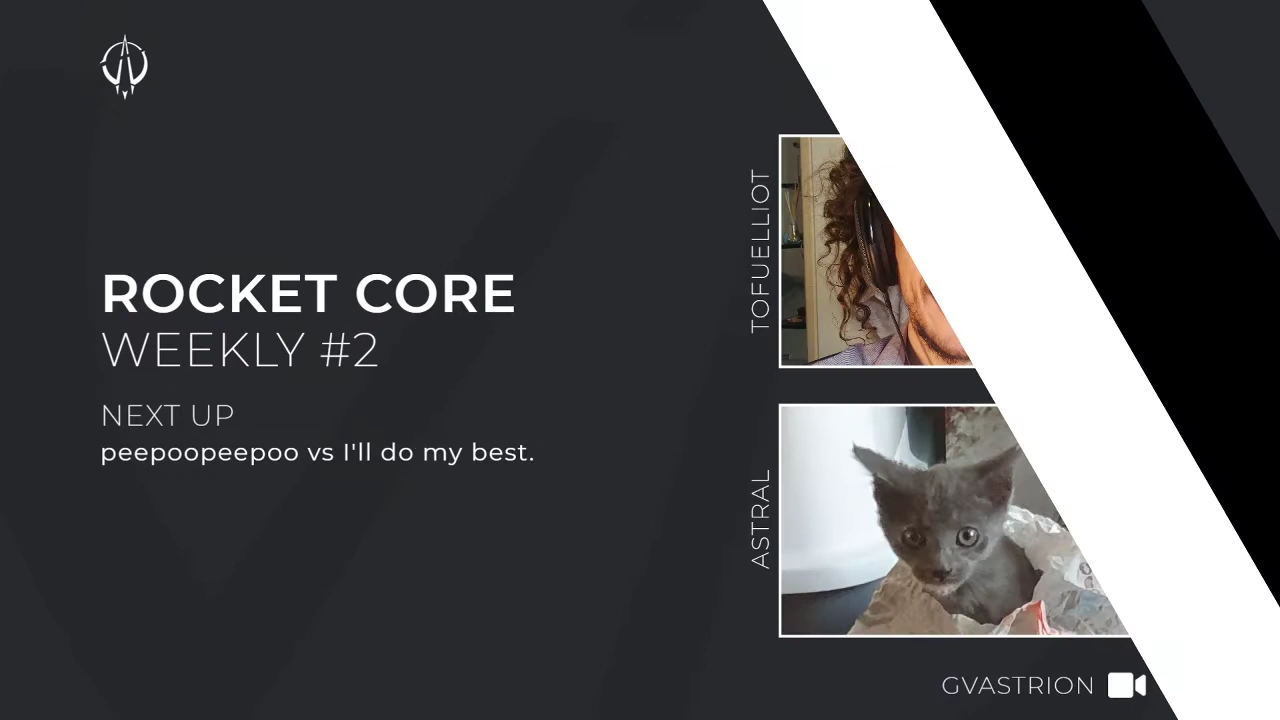 ROCKET CORE
WEEKLY #2
NEXT UP
peepoopeepoo vs I'll do my best.
TOFUELLIOT
ASTRAL
GVASTRION